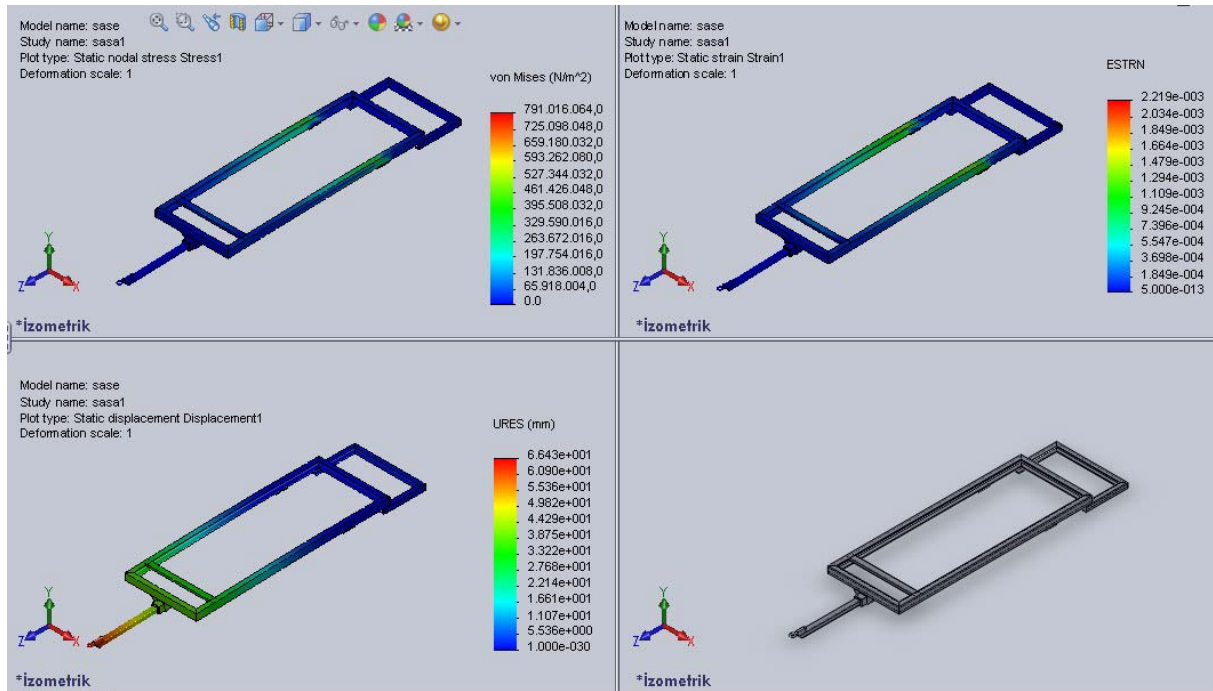 Model name: sase
Study name: sasa1
Plot type: Static nodal stress Stress1
Deformation scale: 1
von Mises (N/m^2)
791.016.064,0
725.098.048,0
659.180.032,0
593.262.080,0
527.344.032,0
461.426.048,0
395.508.032,0
329.590.016,0
263.672.016,0
197.754.016,0
131.836.008,0
65.918.004,0
0.0
Y
Z
X
*İzometrik
Model name: sase
Study name: sasa1
Plot type: Static strain Strain1
Deformation scale: 1
ESTRN
2.219e-003
2.034e-003
1.849e-003
1.664e-003
1.479e-003
1.294e-003
1.109e-003
9.245e-004
7.396e-004
5.547e-004
3.698e-004
1.849e-004
5.000e-013
Y
Z
X
*İzometrik
Model name: sase
Study name: sasa1
Plot type: Static displacement Displacement1
Deformation scale: 1
URES (mm)
6.643e+001
6.090e+001
5.536e+001
4.982e+001
4.429e+001
3.875e+001
3.322e+001
2.768e+001
2.214e+001
1.661e+001
1.107e+001
5.536e+000
1.000e-030
Y
Z
X
*İzometrik
Y
Z
X
*İzometrik